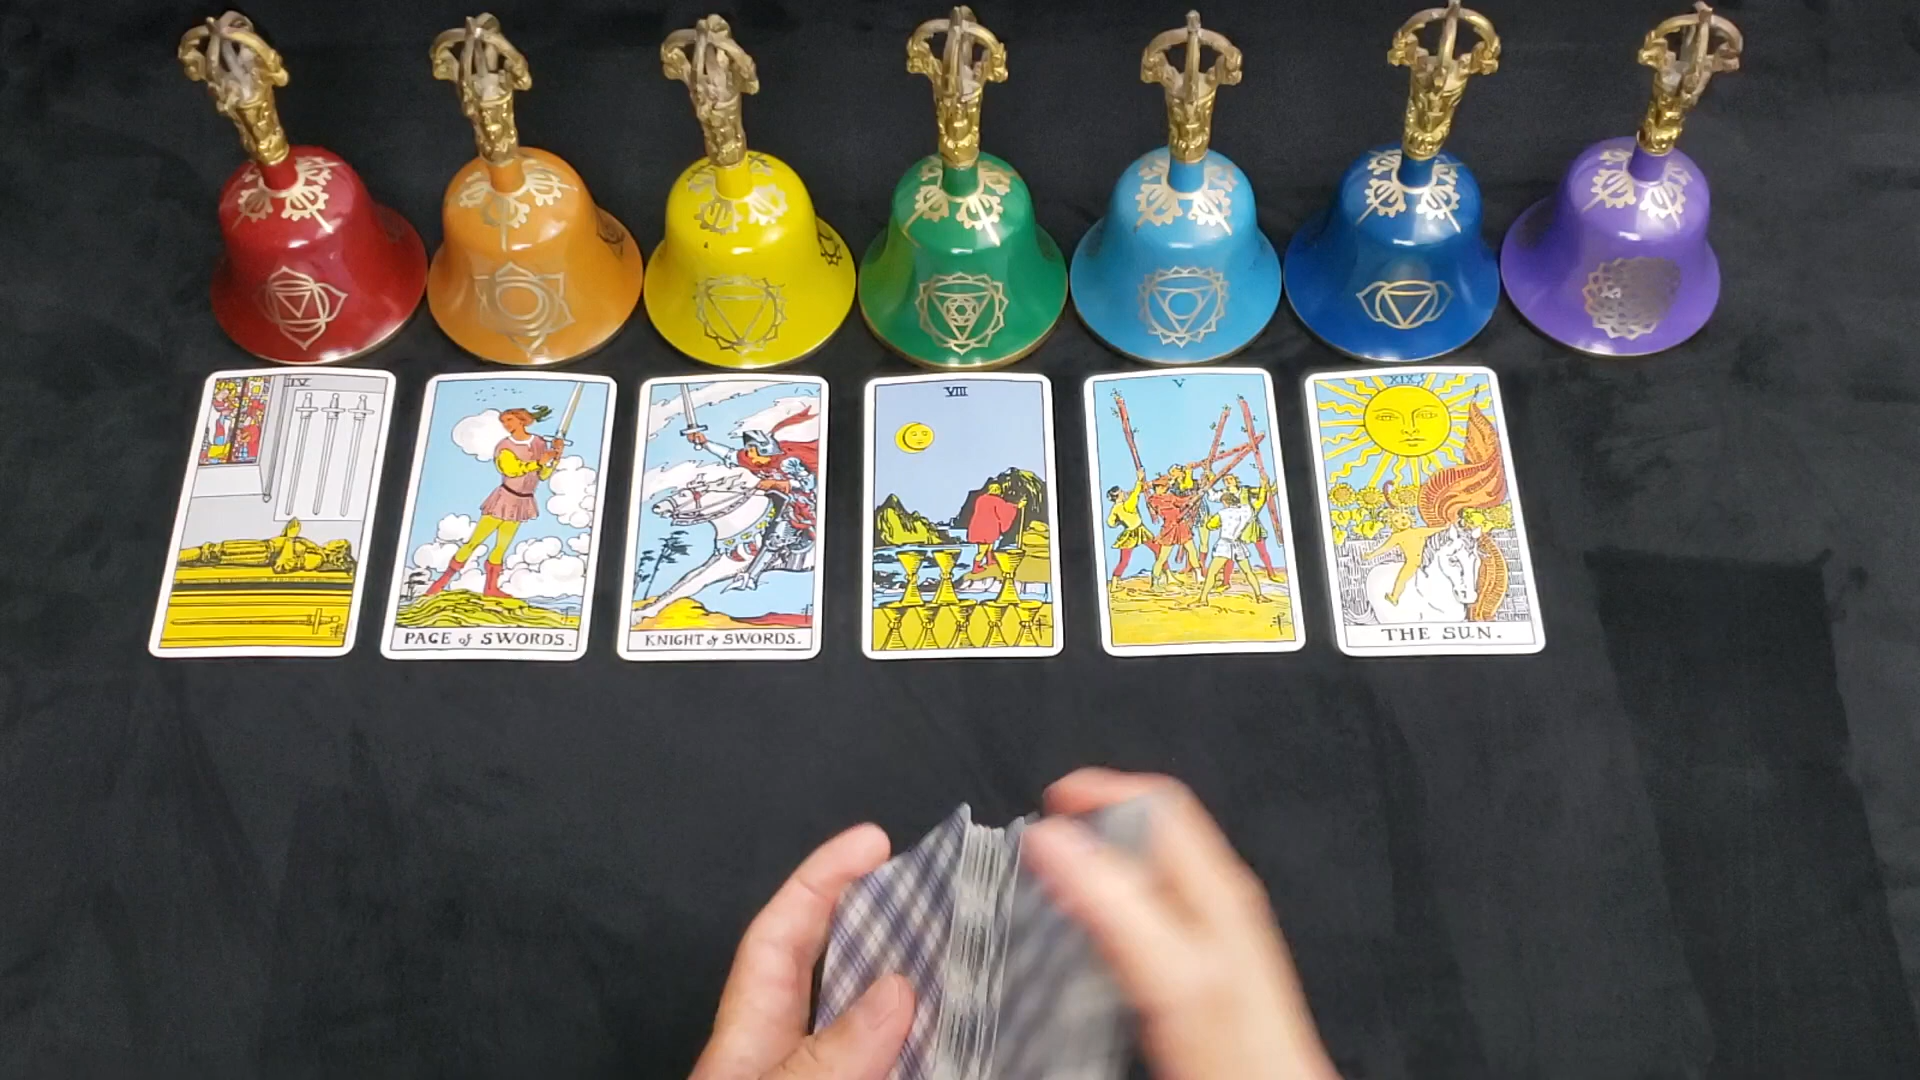 IV
PAGE of SWORDS.
KNIGHT of SWORDS.
VIII
V
XIX
THE SUN.